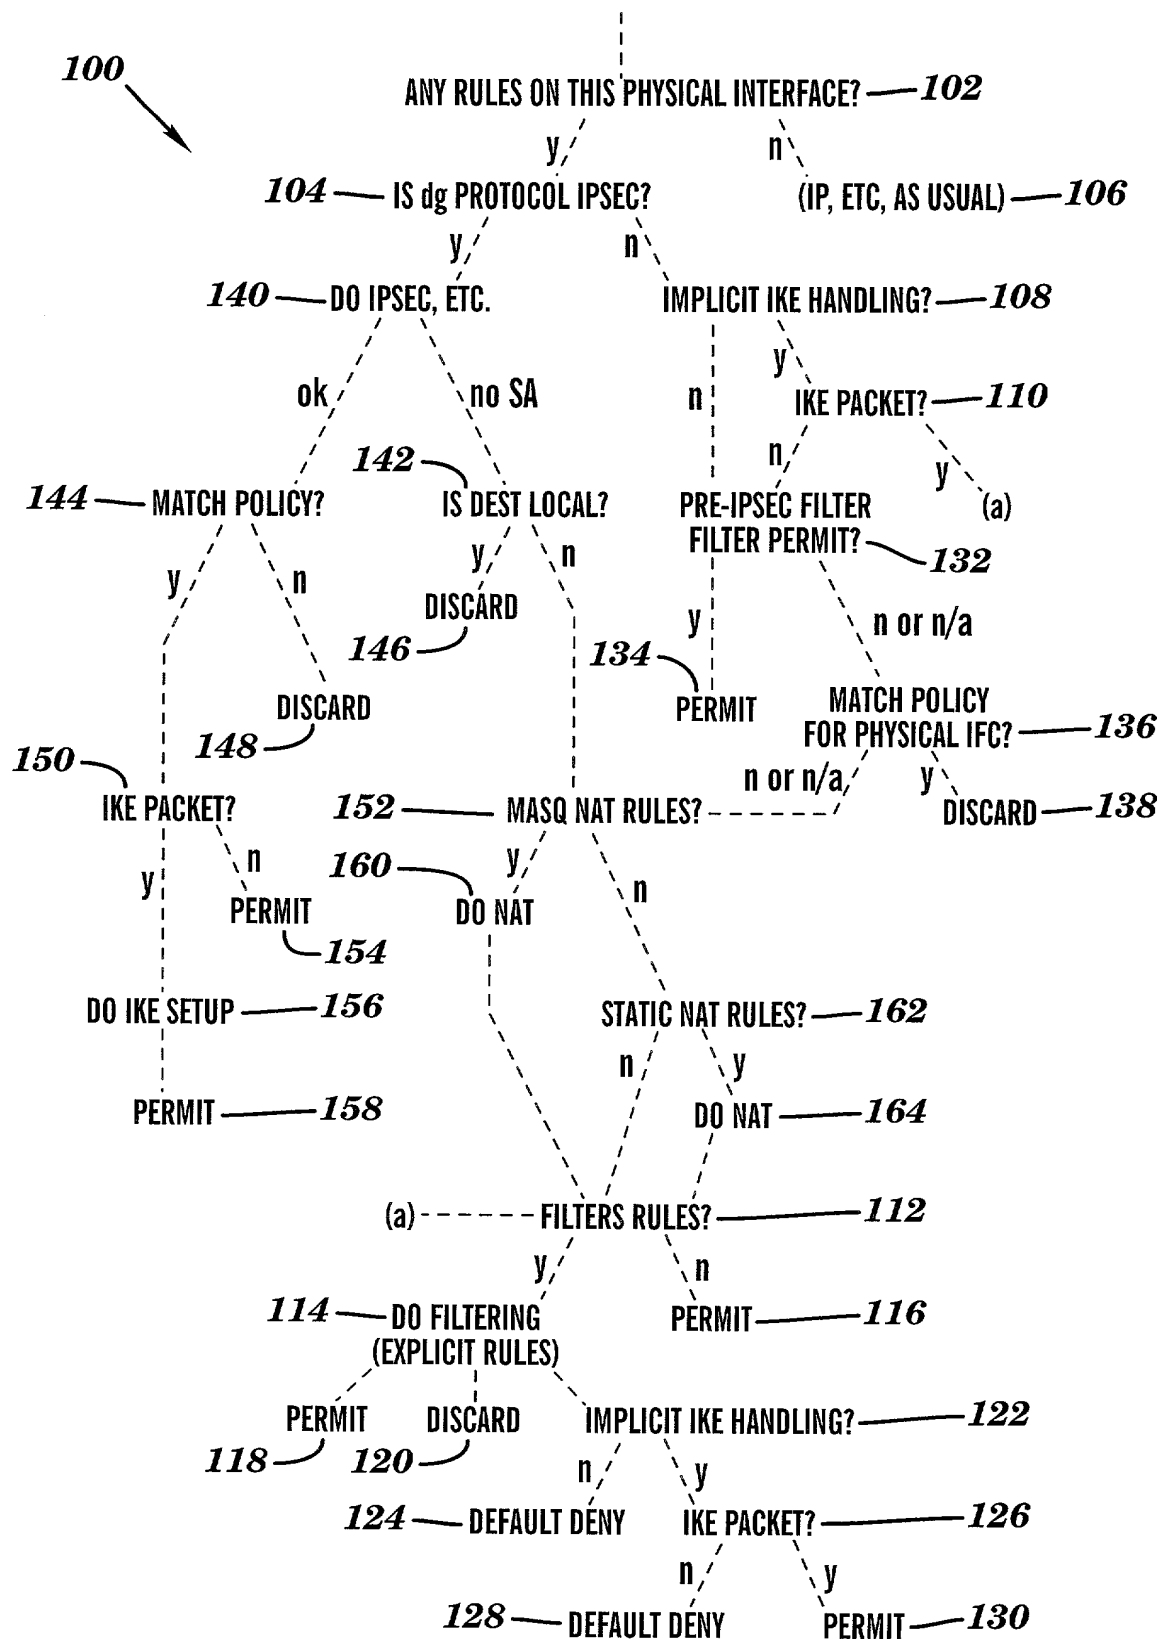 100
ANY RULES ON THIS PHYSICAL INTERFACE? 102
y n
104 IS dg PROTOCOL IPSEC? (IP, ETC, AS USUAL) 106
y n
140 DO IPSEC, ETC. IMPLICIT IKE HANDLING? 108
y
ok no SA n IKE PACKET? 110
142 n y
144 MATCH POLICY? IS DEST LOCAL? PRE-IPSEC FILTER (a)
FILTER PERMIT? 132
y n y n
DISCARD
146 y n or n/a
134
DISCARD PERMIT MATCH POLICY
148 FOR PHYSICAL IFC? 136
150 n or n/a y
IKE PACKET? 152 MASQ NAT RULES? DISCARD 138
y n 160 y n
PERMIT DO NAT
154
DO IKE SETUP 156 STATIC NAT RULES? 162
n y
PERMIT 158 DO NAT 164
(a) FILTERS RULES? 112
y n
114 DO FILTERING PERMIT 116
(EXPLICIT RULES)
PERMIT DISCARD IMPLICIT IKE HANDLING? 122
118 120
n y
124 DEFAULT DENY IKE PACKET? 126
n y
128 DEFAULT DENY PERMIT 130